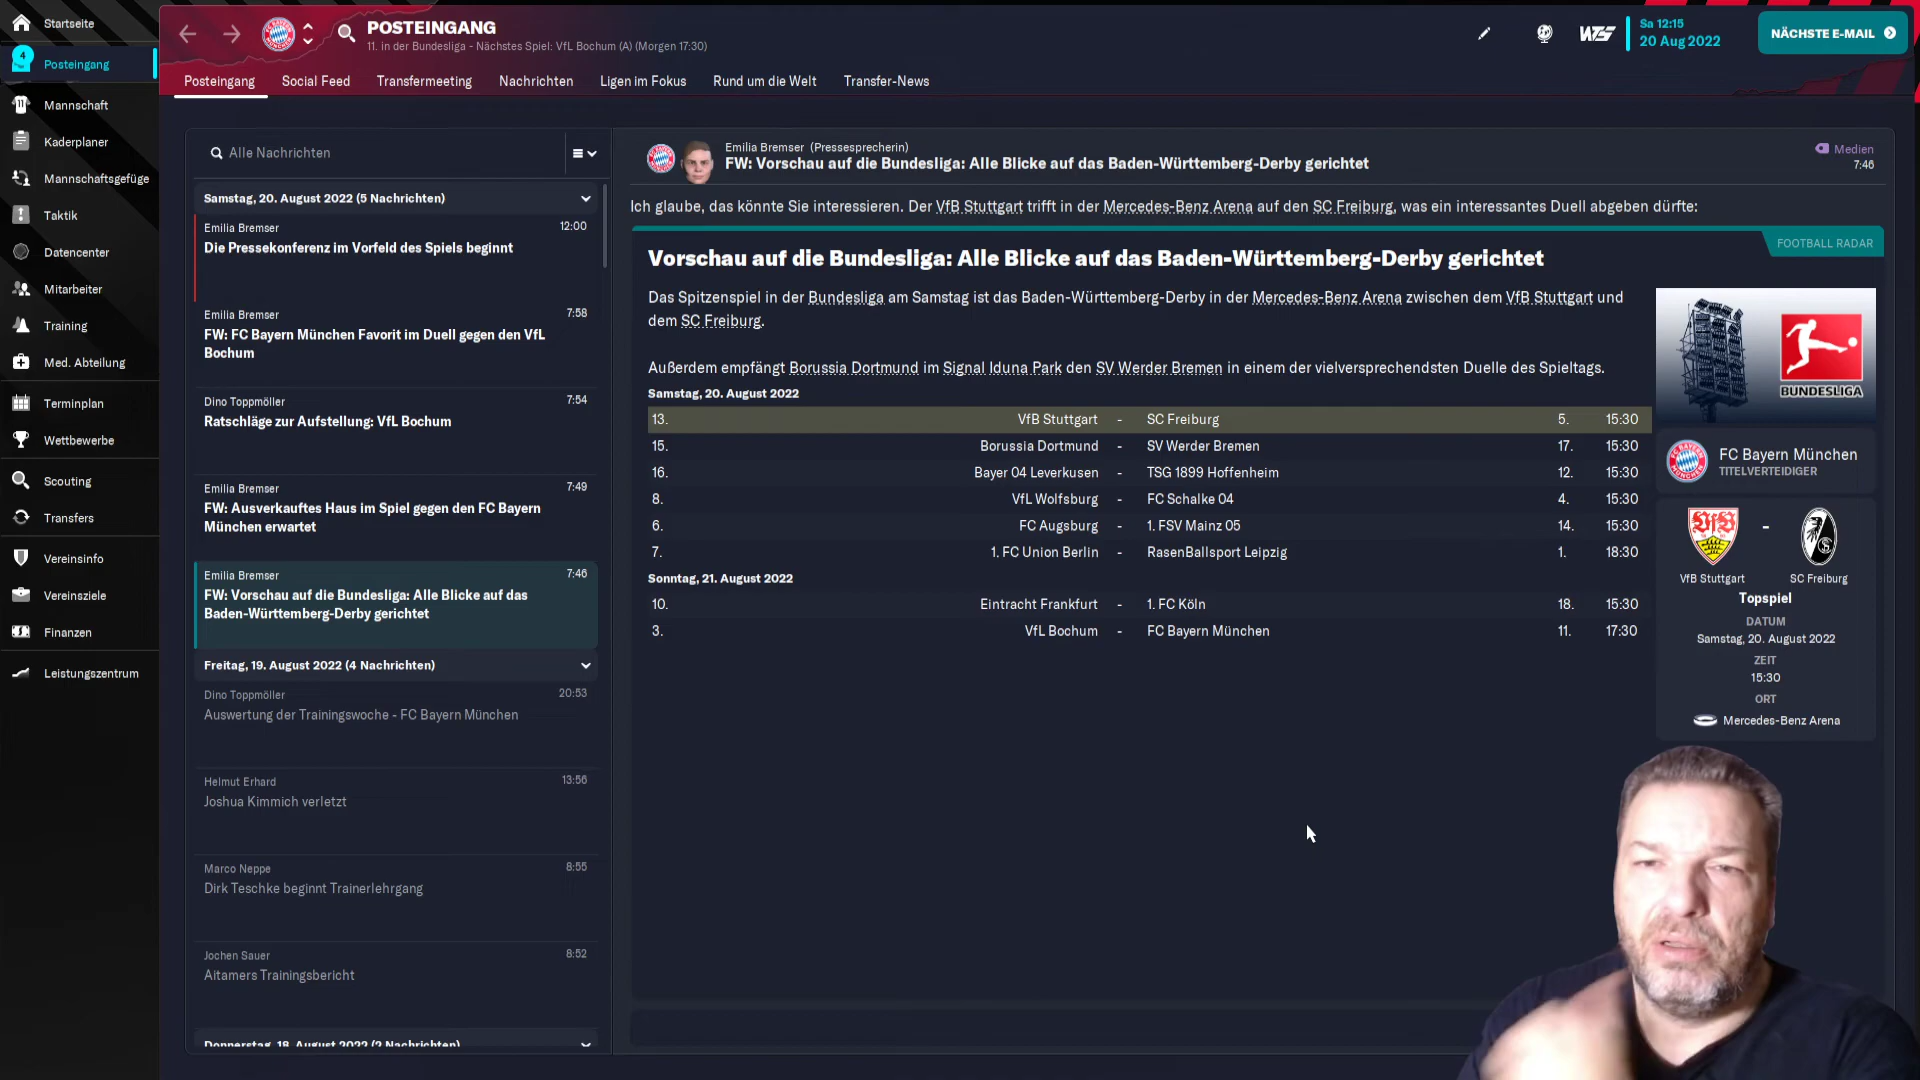 Startseite
4
Posteingang
Mannschaft
Kaderplaner
Mannschaftsgefüge
Taktik
Datencenter
Mitarbeiter
Training
Med. Abteilung
Terminplan
Wettbewerbe
Scouting
Transfers
Vereinsinfo
Vereinsziele
Finanzen
Leistungszentrum
POSTEINGANG
11. in der Bundesliga - Nächstes Spiel: VfL Bochum (A) (Morgen 17:30)
Sa 12:15
20 Aug 2022
NÄCHSTE E-MAIL
Posteingang Social Feed Transfermeeting Nachrichten Ligen im Fokus Rund um die Welt Transfer-News
Alle Nachrichten
Samstag, 20. August 2022 (5 Nachrichten)
Emilia Bremser 12:00
Die Pressekonferenz im Vorfeld des Spiels beginnt
Emilia Bremser 7:58
FW: FC Bayern München Favorit im Duell gegen den VfL
Bochum
Dino Toppmöller 7:54
Ratschläge zur Aufstellung: VfL Bochum
Emilia Bremser 7:49
FW: Ausverkauftes Haus im Spiel gegen den FC Bayern
München erwartet
Emilia Bremser 7:46
FW: Vorschau auf die Bundesliga: Alle Blicke auf das
Baden-Württemberg-Derby gerichtet
Freitag, 19. August 2022 (4 Nachrichten)
Dino Toppmöller 20:53
Auswertung der Trainingswoche - FC Bayern München
Helmut Erhard 13:56
Joshua Kimmich verletzt
Marco Neppe 8:55
Dirk Teschke beginnt Trainerlehrgang
Jochen Sauer 8:52
Aitamers Trainingsbericht
Donnerstag, 18. August 2022 (2 Nachrichten)
Emilia Bremser (Pressesprecherin)
FW: Vorschau auf die Bundesliga: Alle Blicke auf das Baden-Württemberg-Derby gerichtet
Medien
7:46
Ich glaube, das könnte Sie interessieren. Der VfB Stuttgart trifft in der Mercedes-Benz Arena auf den SC Freiburg, was ein interessantes Duell abgeben dürfte:
FOOTBALL RADAR
Vorschau auf die Bundesliga: Alle Blicke auf das Baden-Württemberg-Derby gerichtet
Das Spitzenspiel in der Bundesliga am Samstag ist das Baden-Württemberg-Derby in der Mercedes-Benz Arena zwischen dem VfB Stuttgart und
dem SC Freiburg.
Außerdem empfängt Borussia Dortmund im Signal Iduna Park den SV Werder Bremen in einem der vielversprechendsten Duelle des Spieltags.
Samstag, 20. August 2022
13. VfB Stuttgart - SC Freiburg 5. 15:30
15. Borussia Dortmund - SV Werder Bremen 17. 15:30
16. Bayer 04 Leverkusen - TSG 1899 Hoffenheim 12. 15:30
8. VfL Wolfsburg - FC Schalke 04 4. 15:30
6. FC Augsburg - 1. FSV Mainz 05 14. 15:30
7. 1. FC Union Berlin - RasenBallsport Leipzig 1. 18:30
Sonntag, 21. August 2022
10. Eintracht Frankfurt - 1. FC Köln 18. 15:30
3. VfL Bochum - FC Bayern München 11. 17:30
BUNDESLIGA
FC Bayern München
TITELVERTEIDIGER
-
VfB Stuttgart SC Freiburg
Topspiel
DATUM
Samstag, 20. August 2022
ZEIT
15:30
ORT
Mercedes-Benz Arena